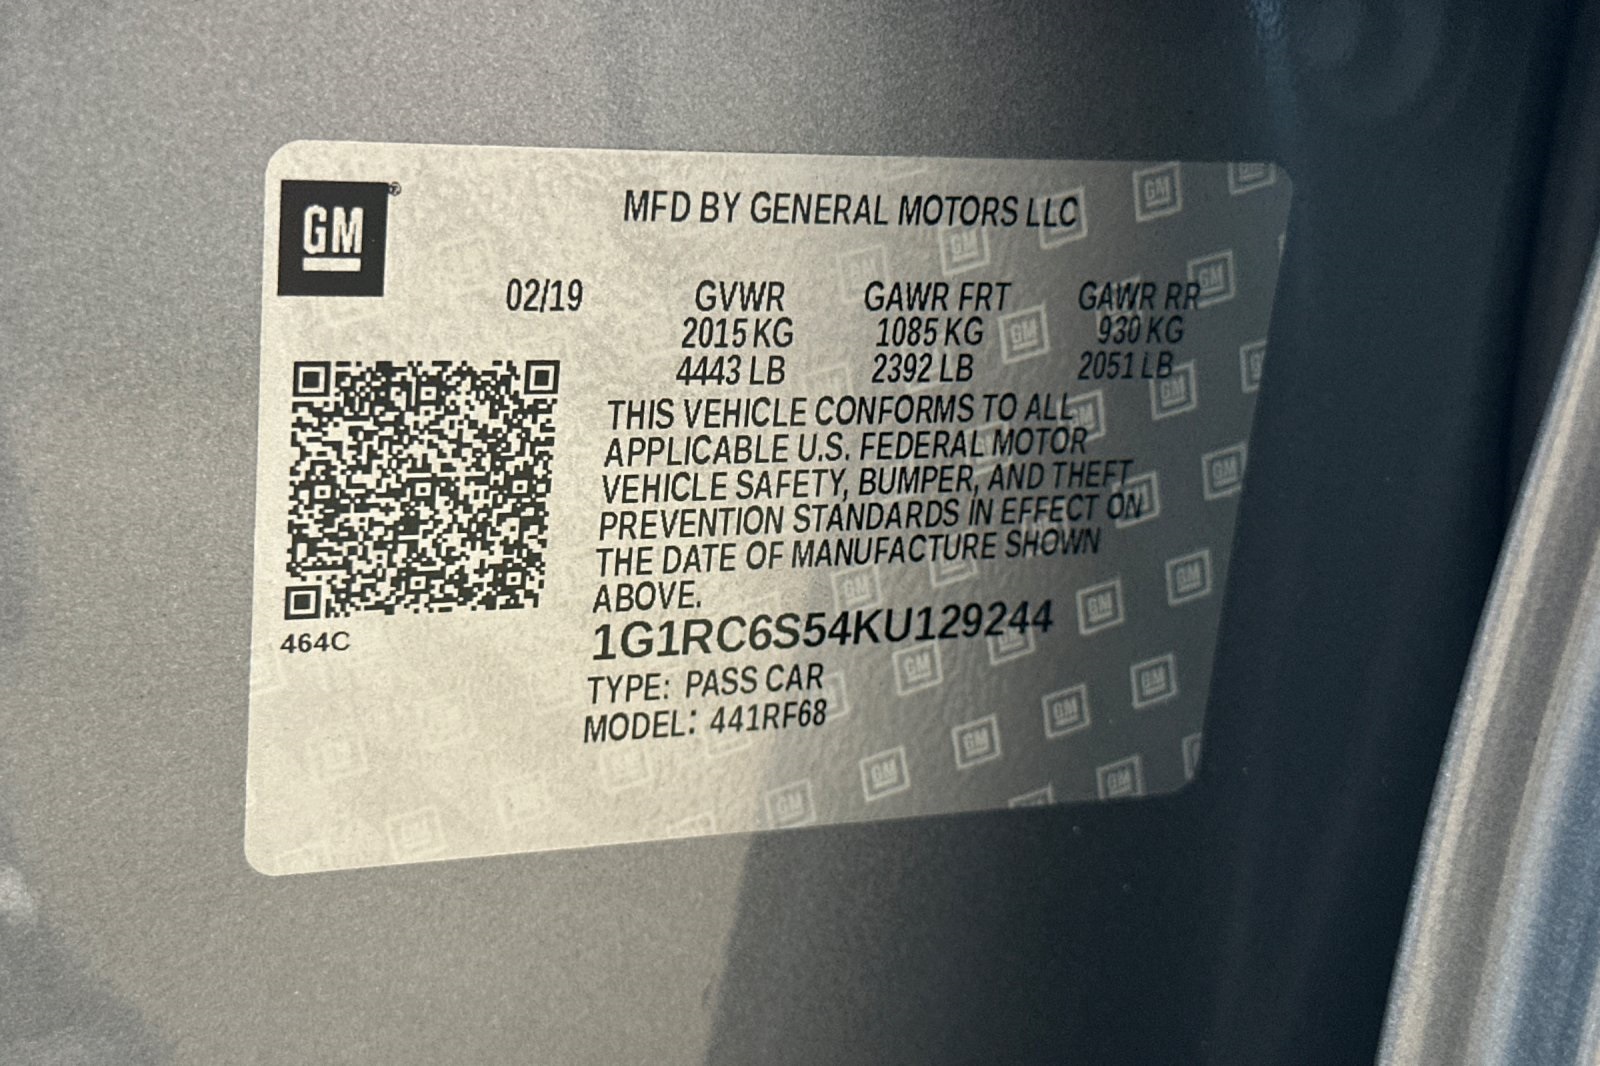 GM
MFD BY GENERAL MOTORS LLC
02/19 GVWR GAWR FRT GAWR RR
2015 KG 1085 KG 930 KG
4443 LB 2392 LB 2051 LB
THIS VEHICLE CONFORMS TO ALL
APPLICABLE U.S. FEDERAL MOTOR
VEHICLE SAFETY, BUMPER, AND THEFT
PREVENTION STANDARDS IN EFFECT ON
THE DATE OF MANUFACTURE SHOWN
ABOVE.
464C
1G1RC6S54KU129244
TYPE: PASS CAR
MODEL: 441RF68